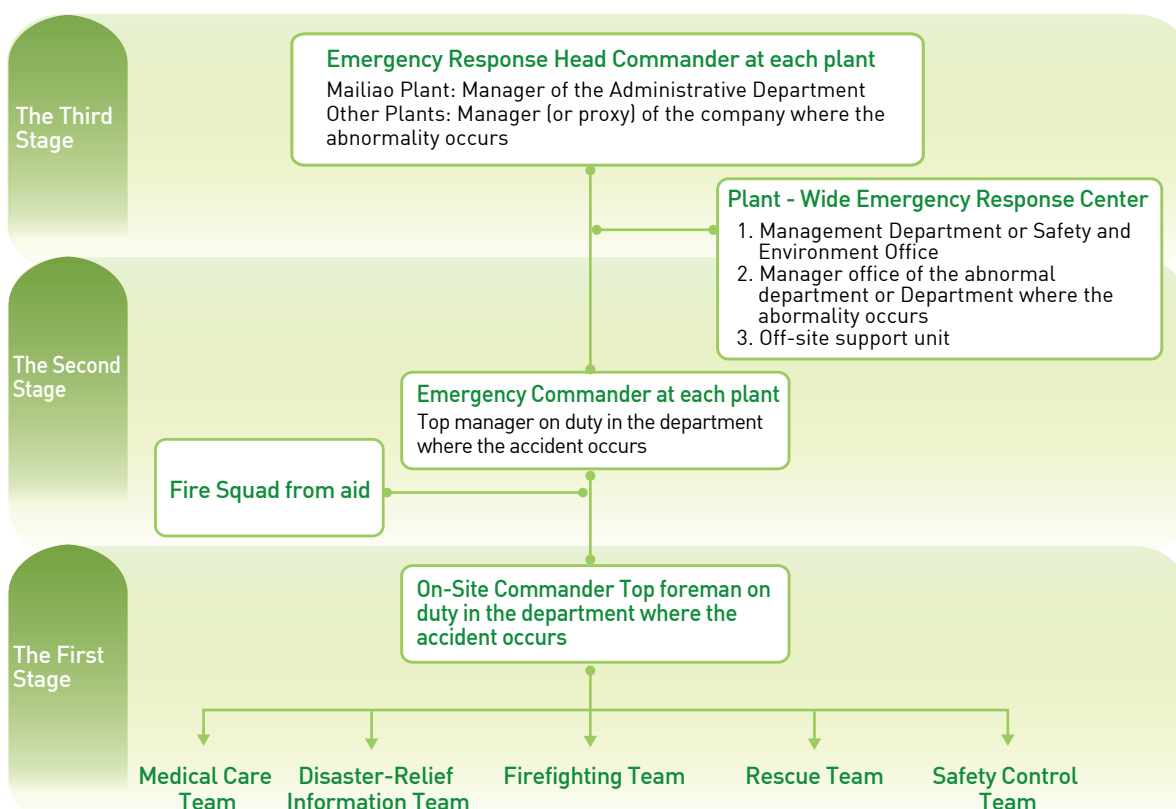 The Third
Stage
Emergency Response Head Commander at each plant
Mailiao Plant: Manager of the Administrative Department
Other Plants: Manager (or proxy) of the company where the
abnormality occurs
Plant - Wide Emergency Response Center
1. Management Department or Safety and
Environment Office
2. Manager office of the abnormal
department or Department where the
abormality occurs
3. Off-site support unit
The Second
Stage
Emergency Commander at each plant
Top manager on duty in the department
where the accident occurs
Fire Squad from aid
The First
Stage
On-Site Commander Top foreman on
duty in the department where the
accident occurs
Medical Care
Team
Disaster-Relief
Information Team
Firefighting Team
Rescue Team
Safety Control
Team